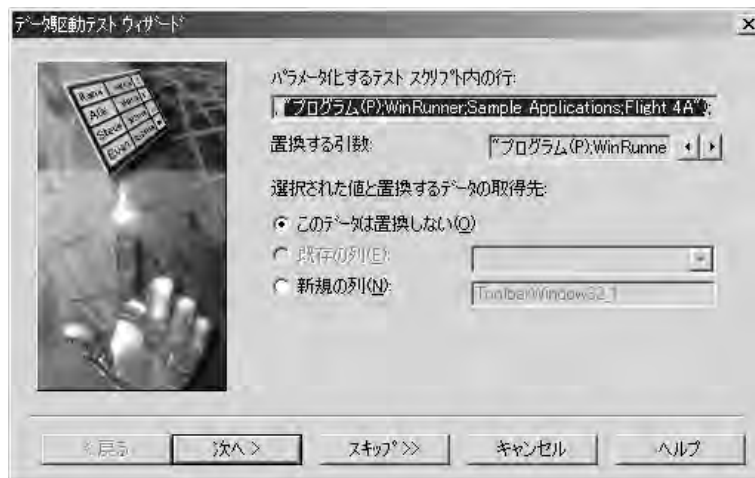 データ駆動テスト ウィザード
パラメータ化するテスト スクリプト内の行:
, "プログラム(P);WinRunner;Sample Applications;Flight 4A");
置換する引数: "プログラム(P);WinRunne
選択された値と置換するデータの取得先:
このデータは置換しない(O)
既存の列(E):
新規の列(N): ToolbarWindow32_1
< 戻る 次へ > スキップ >> キャンセル ヘルプ